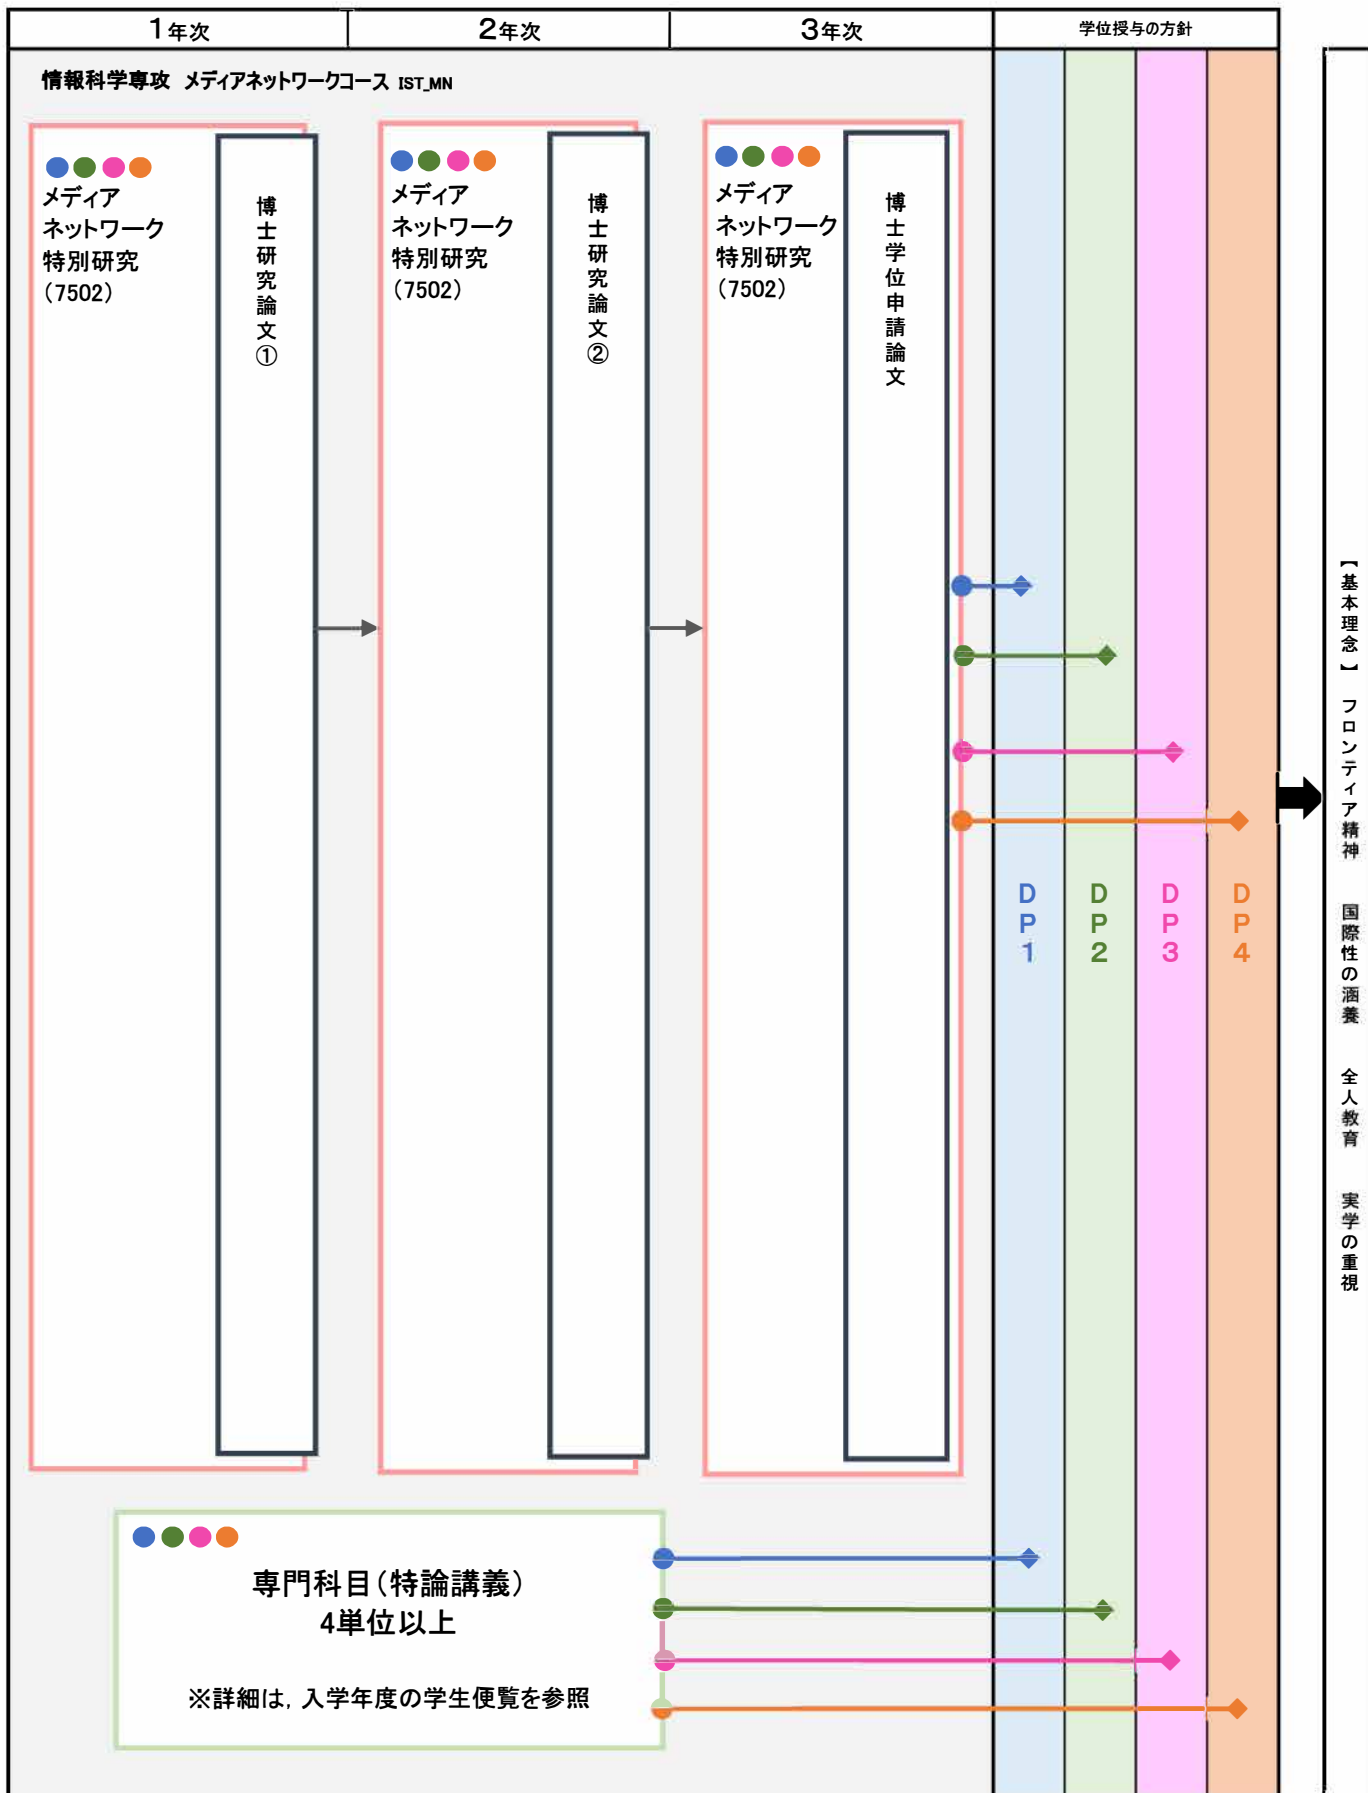 1年次
2年次
3年次
学位授与の方針
情報科学専攻 メディアネットワークコース IST_MN
メディア
ネットワーク
特別研究
(7502)
博士研究論文①
メディア
ネットワーク
特別研究
(7502)
博士研究論文②
メディア
ネットワーク
特別研究
(7502)
博士学位申請論文
DP1
DP2
DP3
DP4
【基本理念】 フロンティア精神 国際性の涵養 全人教育 実学の重視
専門科目(特論講義)
4単位以上
※詳細は, 入学年度の学生便覧を参照